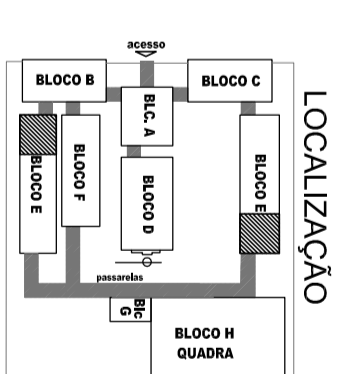 acesso
BLOCO B
BLOCO C
BLC. A
BLOCO E
BLOCO F
BLOCO D
BLOCO E
LOCALIZAÇÃO
passarelas
Blc
G
BLOCO H
QUADRA